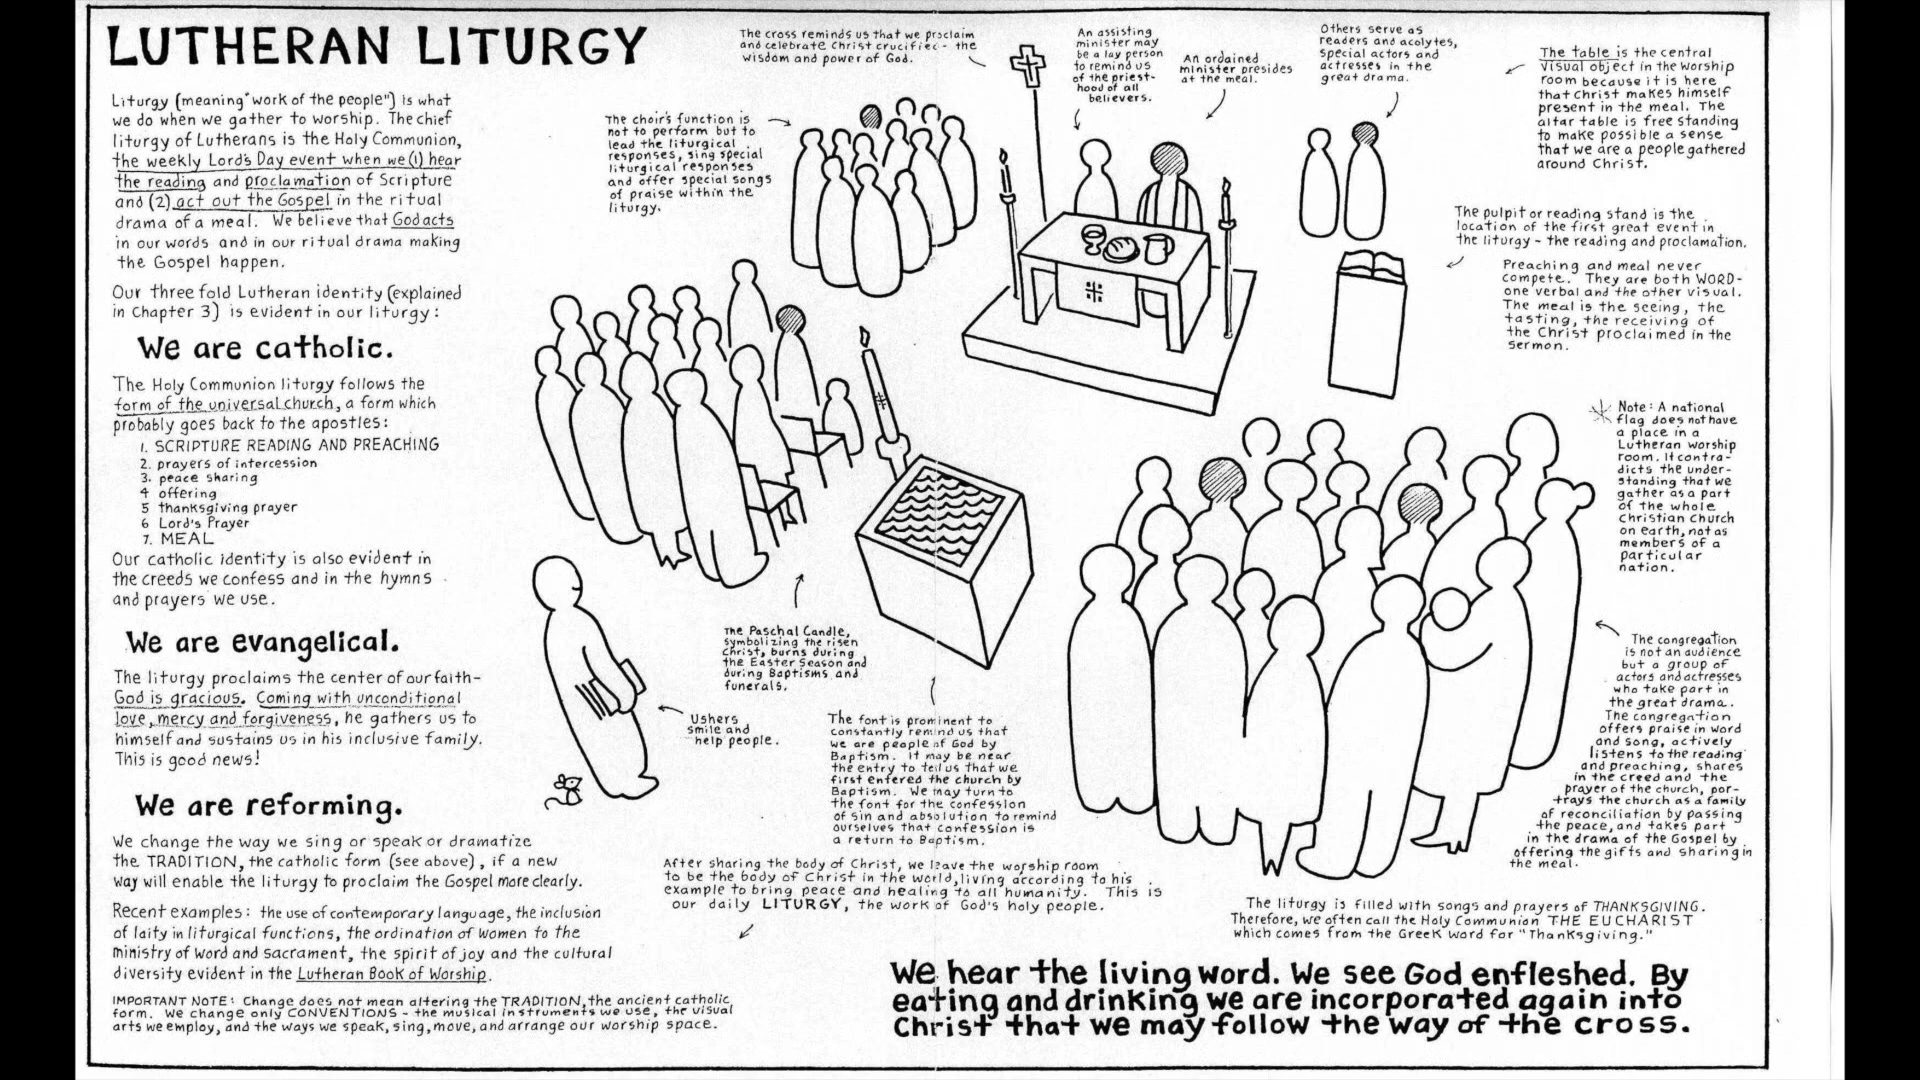 LUTHERAN LITURGY
Liturgy (meaning "work of the people") is what
we do when we gather to worship. The chief
liturgy of Lutherans is the Holy Communion,
the weekly Lord's Day event when we (1) hear
the reading and proclamation of Scripture
and (2) act out the Gospel in the ritual
drama of a meal. We believe that God acts
in our words and in our ritual drama making
the Gospel happen.
Our three fold Lutheran identity (explained
in Chapter 3) is evident in our liturgy:
We are catholic.
The Holy Communion liturgy follows the
form of the universal church, a form which
probably goes back to the apostles:
1. SCRIPTURE READING AND PREACHING
2. prayers of intercession
3. peace sharing
4 offering
5 thanksgiving prayer
6 Lord's Prayer
7. MEAL
Our catholic identity is also evident in
the creeds we confess and in the hymns
and prayers we use.
We are evangelical.
The liturgy proclaims the center of our faith-
God is gracious. Coming with unconditional
love, mercy and forgiveness, he gathers us to
himself and sustains us in his inclusive family.
This is good news!
We are reforming.
We change the way we sing or speak or dramatize
the TRADITION, the catholic form (see above), if a new
way will enable the liturgy to proclaim the Gospel more clearly.
Recent examples: the use of contemporary language, the inclusion
of laity in liturgical functions, the ordination of women to the
ministry of word and sacrament, the spirit of joy and the cultural
diversity evident in the Lutheran Book of Worship.
IMPORTANT NOTE: Change does not mean altering the TRADITION, the ancient catholic
form. We change only CONVENTIONS - the musical instruments we use, the visual
arts we employ, and the ways we speak, sing, move, and arrange our worship space.
The cross reminds us that we proclaim
and celebrate Christ crucified - the
wisdom and power of God.
The choir's function is
not to perform but to
lead the liturgical
responses, sing special
liturgical responses
and offer special songs
of praise within the
liturgy.
An assisting
minister may
be a lay person
to remind us
of the priest-
hood of all
believers.
An ordained
minister presides
at the meal.
Others serve as
readers and acolytes,
special actors and
actresses in the
great drama.
The table is the central
visual object in the worship
room because it is here
that Christ makes himself
present in the meal. The
altar table is free standing
to make possible a sense
that we are a people gathered
around Christ.
The pulpit or reading stand is the
location of the first great event in
the liturgy - the reading and proclamation.
Preaching and meal never
compete. They are both WORD-
one verbal and the other visual.
The meal is the seeing, the
tasting, the receiving of
the Christ proclaimed in the
sermon.
Note: A national
flag does not have
a place in a
Lutheran worship
room. It contra-
dicts the under-
standing that we
gather as a part
of the whole
Christian Church
on earth, not as
members of a
particular
nation.
The Paschal Candle,
symbolizing the risen
Christ, burns during
the Easter Season and
during Baptisms and
funerals.
Ushers
smile and
help people.
The font is prominent to
constantly remind us that
we are people of God by
Baptism. It may be near
the entry to tell us that we
first entered the church by
Baptism. We may turn to
the font for the confession
of sin and absolution to remind
ourselves that confession is
a return to Baptism.
The congregation
is not an audience
but a group of
actors and actresses
who take part in
the great drama.
The congregation
offers praise in word
and song, actively
listens to the reading
and preaching, shares
in the creed and the
prayer of the church, por-
trays the church as a family
of reconciliation by passing
the peace, and takes part
in the drama of the Gospel by
offering the gifts and sharing in
the meal.
After sharing the body of Christ, we leave the worship room
to be the body of Christ in the world, living according to his
example to bring peace and healing to all humanity. This is
our daily LITURGY, the work of God's holy people.
The liturgy is filled with songs and prayers of THANKSGIVING.
Therefore, we often call the Holy Communion THE EUCHARIST
which comes from the Greek word for "Thanksgiving."
We hear the living word. We see God enfleshed. By
eating and drinking we are incorporated again into
Christ that we may follow the way of the cross.